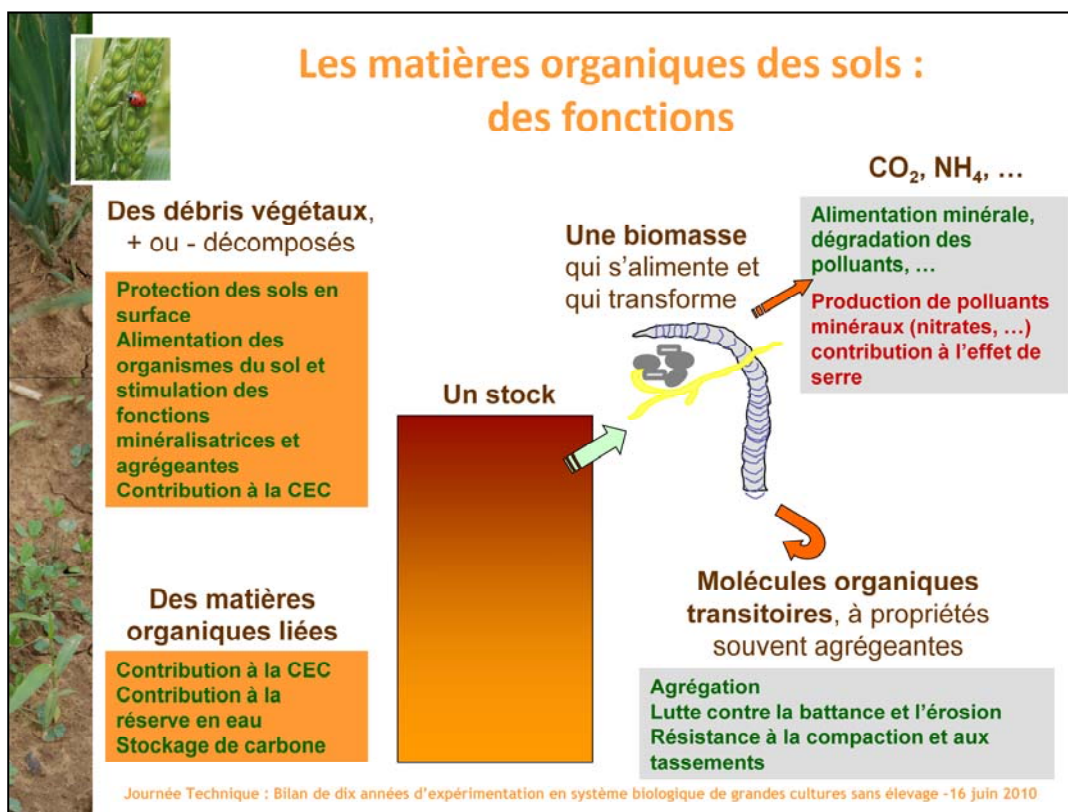 Les matières organiques des sols :
des fonctions
Des débris végétaux,
+ ou - décomposés
Protection des sols en
surface
Alimentation des
organismes du sol et
stimulation des
fonctions
minéralisatrices et
agrégeantes
Contribution à la CEC
Des matières
organiques liées
Contribution à la CEC
Contribution à la
réserve en eau
Stockage de carbone
Un stock
Une biomasse
qui s'alimente et
qui transforme
CO₂, NH₄, …
Alimentation minérale,
dégradation des
polluants, …
Production de polluants
minéraux (nitrates, …)
contribution à l'effet de
serre
Molécules organiques
transitoires, à propriétés
souvent agrégeantes
Agrégation
Lutte contre la battance et l'érosion
Résistance à la compaction et aux
tassements
Journée Technique : Bilan de dix années d'expérimentation en système biologique de grandes cultures sans élevage -16 juin 2010